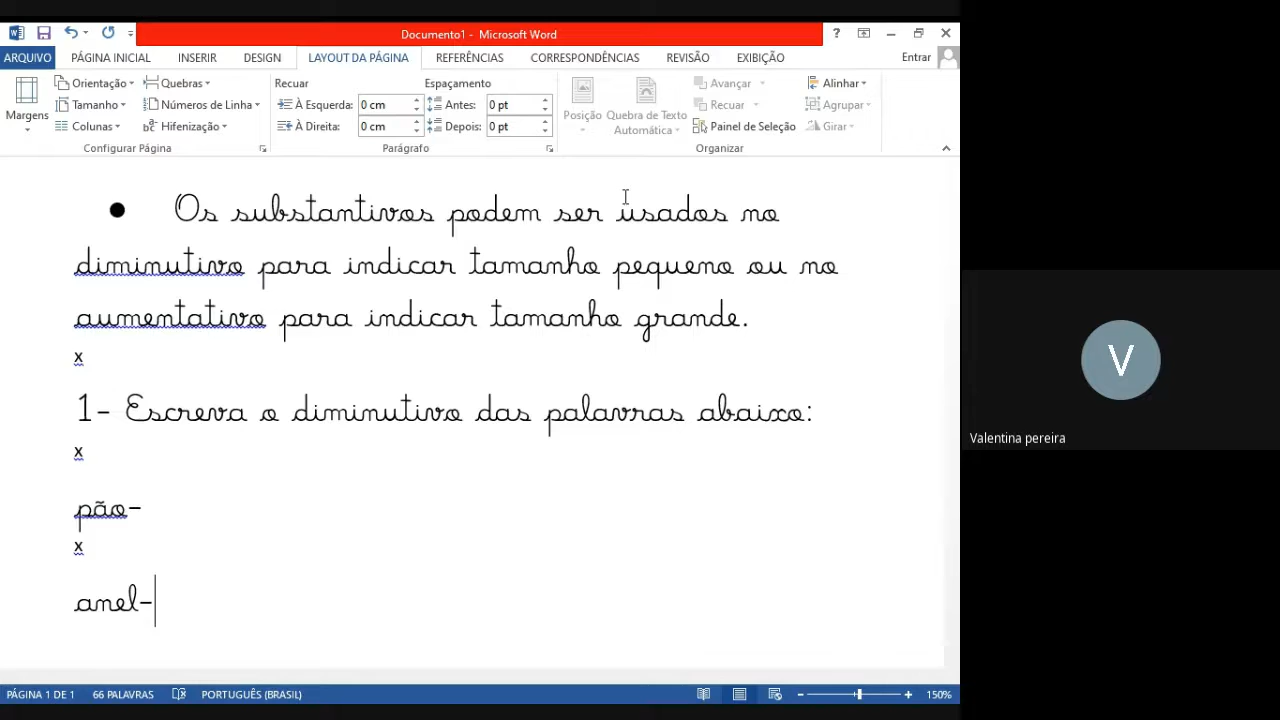 Documento1 - Microsoft Word
?
ARQUIVO PÁGINA INICIAL INSERIR DESIGN LAYOUT DA PÁGINA REFERÊNCIAS CORRESPONDÊNCIAS REVISÃO EXIBIÇÃO Entrar
Margens
Orientação
Tamanho
Colunas
Quebras
Números de Linha
Hifenização
Configurar Página
Recuar
À Esquerda: 0 cm
À Direita: 0 cm
Espaçamento
Antes: 0 pt
Depois: 0 pt
Parágrafo
Posição
Quebra de Texto
Automática
Avançar
Recuar
Painel de Seleção
Alinhar
Agrupar
Girar
Organizar
● Os substantivos podem ser usados no
diminutivo para indicar tamanho pequeno ou no
aumentativo para indicar tamanho grande.
x
1- Escreva o diminutivo das palavras abaixo:
x
pão-
x
anel-
PÁGINA 1 DE 1 66 PALAVRAS PORTUGUÊS (BRASIL) 150%
V
Valentina pereira